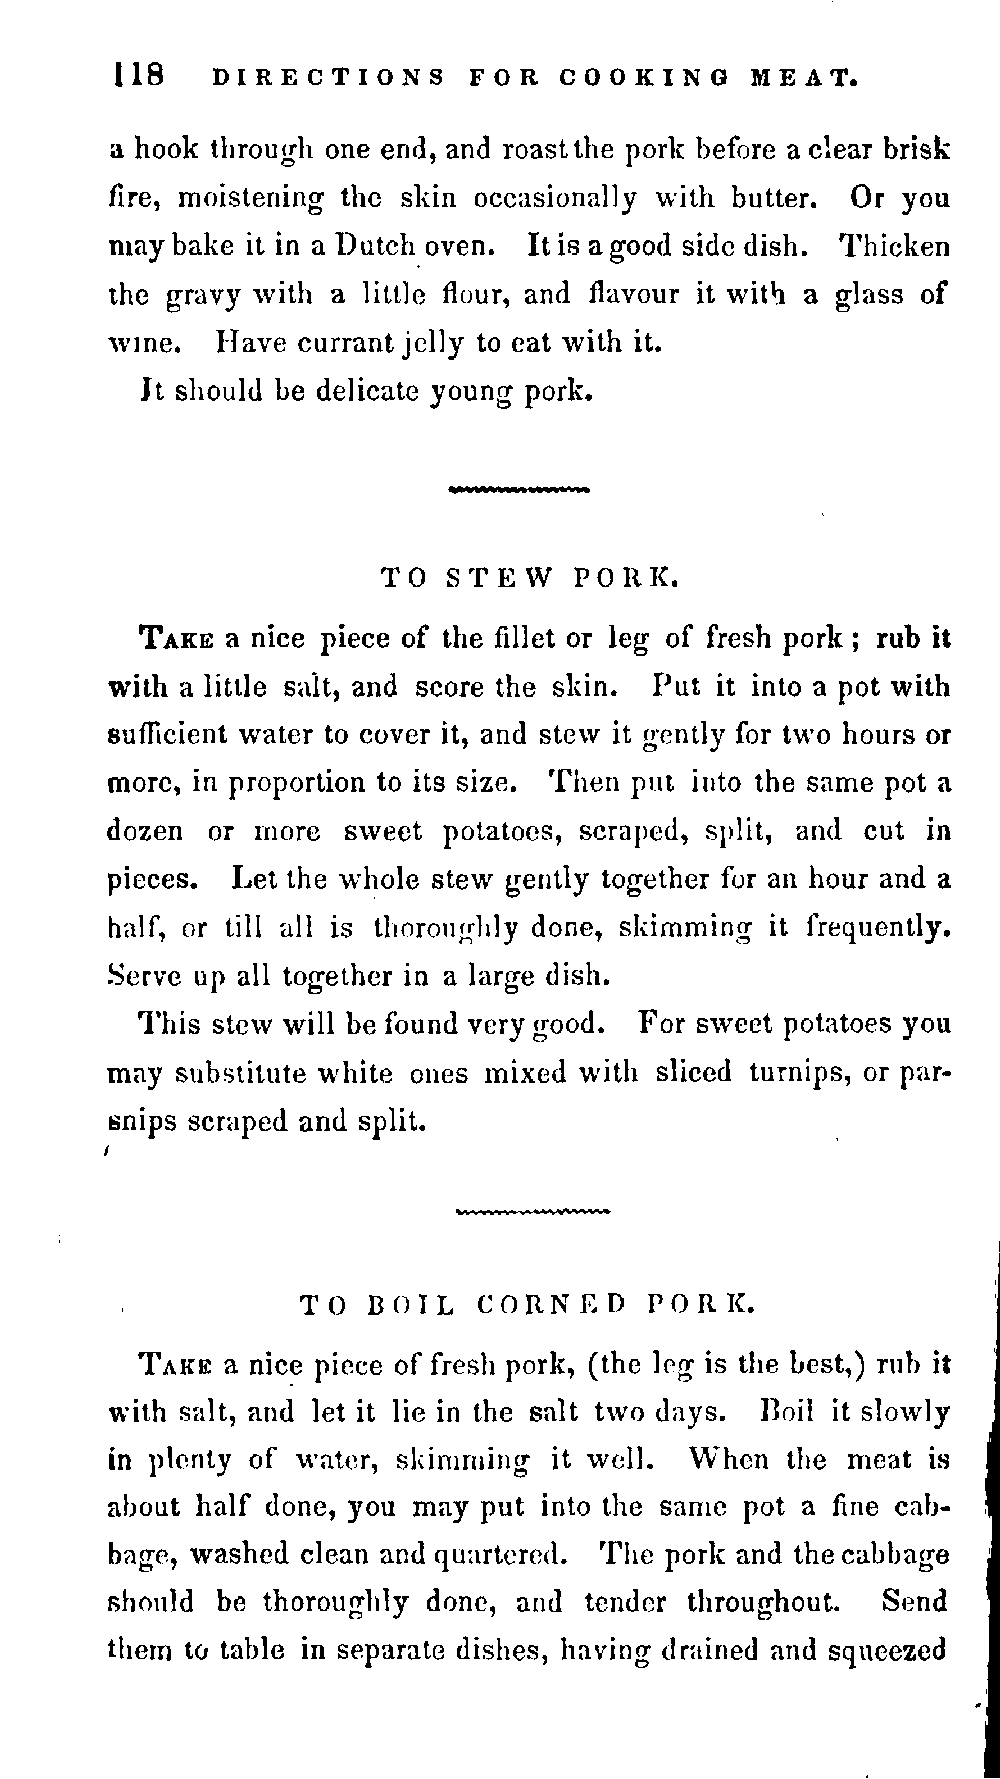 118 DIRECTIONS FOR COOKING MEAT.
a hook through one end, and roast the pork before a clear brisk
fire, moistening the skin occasionally with butter. Or you
may bake it in a Dutch oven. It is a good side dish. Thicken
the gravy with a little flour, and flavour it with a glass of
wine. Have currant jelly to eat with it.
It should be delicate young pork.
TO STEW PORK.
TAKE a nice piece of the fillet or leg of fresh pork; rub it
with a little salt, and score the skin. Put it into a pot with
sufficient water to cover it, and stew it gently for two hours or
more, in proportion to its size. Then put into the same pot a
dozen or more sweet potatoes, scraped, split, and cut in
pieces. Let the whole stew gently together for an hour and a
half, or till all is thoroughly done, skimming it frequently.
Serve up all together in a large dish.
This stew will be found very good. For sweet potatoes you
may substitute white ones mixed with sliced turnips, or par-
snips scraped and split.
TO BOIL CORNED PORK.
TAKE a nice piece of fresh pork, (the leg is the best,) rub it
with salt, and let it lie in the salt two days. Boil it slowly
in plenty of water, skimming it well. When the meat is
about half done, you may put into the same pot a fine cab-
bage, washed clean and quartered. The pork and the cabbage
should be thoroughly done, and tender throughout. Send
them to table in separate dishes, having drained and squeezed